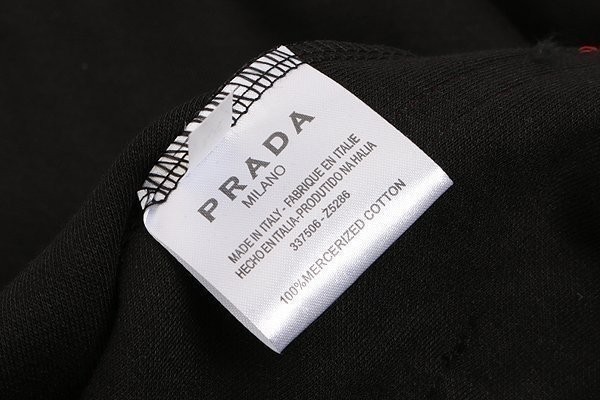 PRADA
MILANO
MADE IN ITALY - FABRIQUE EN ITALIE
HECHO EN ITALIA-PRODUTIDO NA HALIA
337506 - Z5286
100%MERCERIZED COTTON